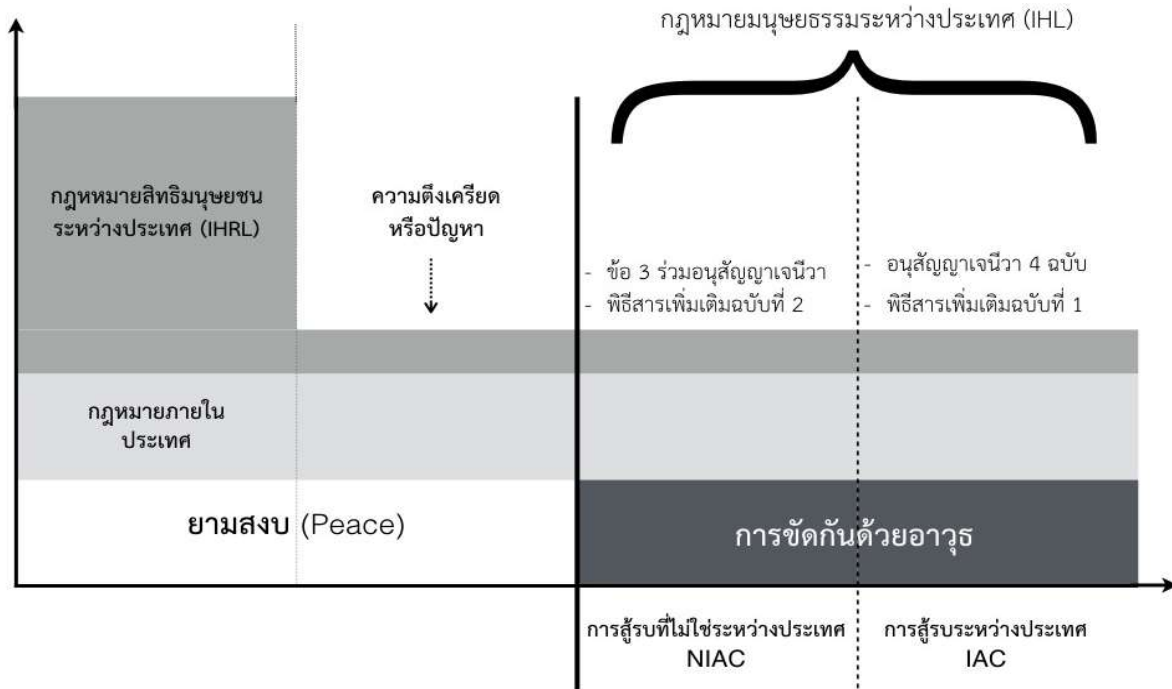 กฎหมายมนุษยธรรมระหว่างประเทศ (IHL)
กฎหหมายสิทธิมนุษยชน
ระหว่างประเทศ (IHRL)
ความตึงเครียด
หรือปัญหา
- ข้อ 3 ร่วมอนุสัญญาเจนีวา
- พิธีสารเพิ่มเติมฉบับที่ 2
- อนุสัญญาเจนีวา 4 ฉบับ
- พิธีสารเพิ่มเติมฉบับที่ 1
กฎหมายภายใน
ประเทศ
ยามสงบ (Peace)
การขัดกันด้วยอาวุธ
การสู้รบที่ไม่ใช่ระหว่างประเทศ
NIAC
การสู้รบระหว่างประเทศ
IAC